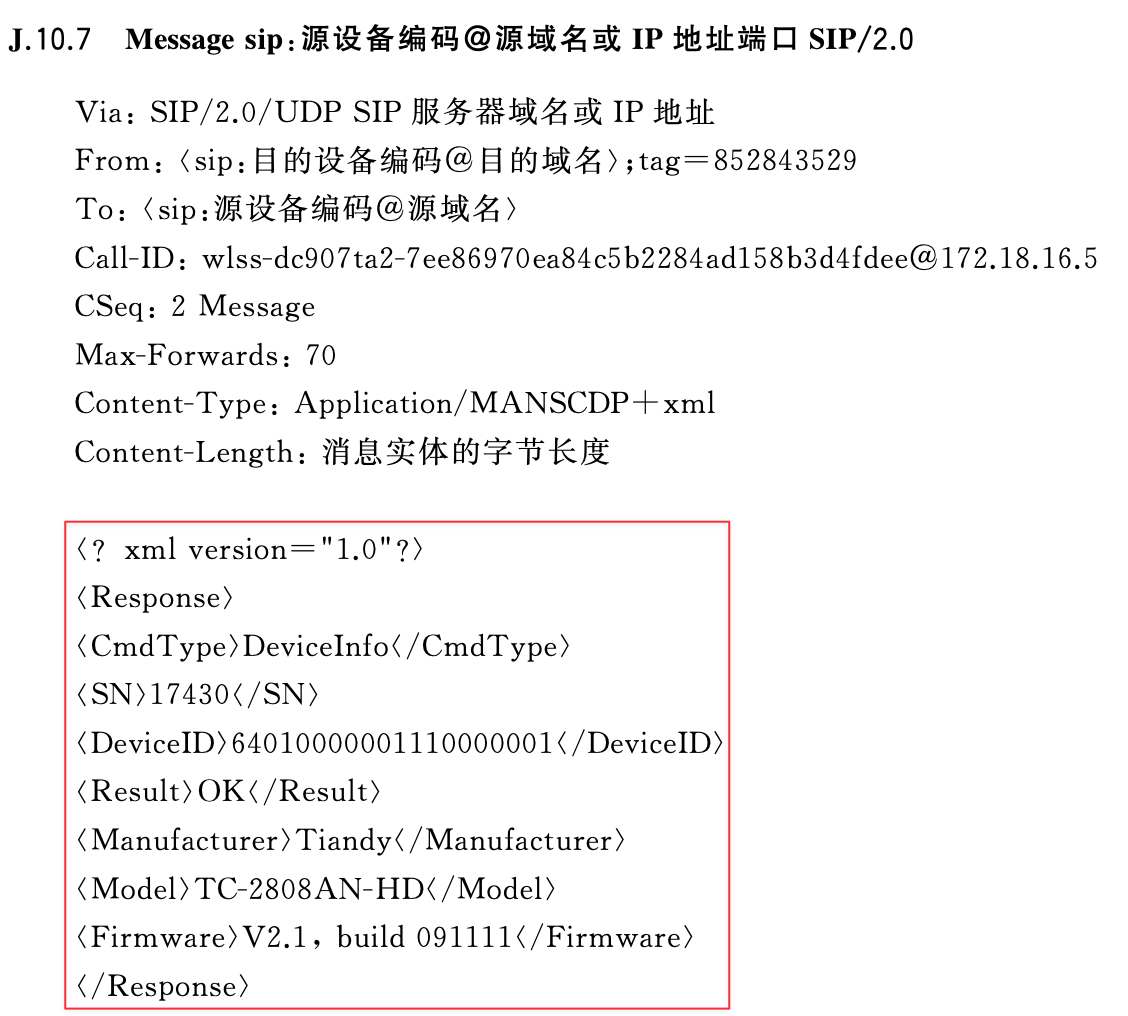 J.10.7 Message sip:源设备编码@源域名或 IP 地址端口 SIP/2.0
Via: SIP/2.0/UDP SIP 服务器域名或 IP 地址
From:〈sip:目的设备编码@目的域名〉;tag=852843529
To:〈sip:源设备编码@源域名〉
Call-ID: wlss-dc907ta2-7ee86970ea84c5b2284ad158b3d4fdee@172.18.16.5
CSeq: 2 Message
Max-Forwards: 70
Content-Type: Application/MANSCDP+xml
Content-Length: 消息实体的字节长度
〈? xml version="1.0"?〉
〈Response〉
〈CmdType〉DeviceInfo〈/CmdType〉
〈SN〉17430〈/SN〉
〈DeviceID〉64010000001110000001〈/DeviceID〉
〈Result〉OK〈/Result〉
〈Manufacturer〉Tiandy〈/Manufacturer〉
〈Model〉TC-2808AN-HD〈/Model〉
〈Firmware〉V2.1, build 091111〈/Firmware〉
〈/Response〉